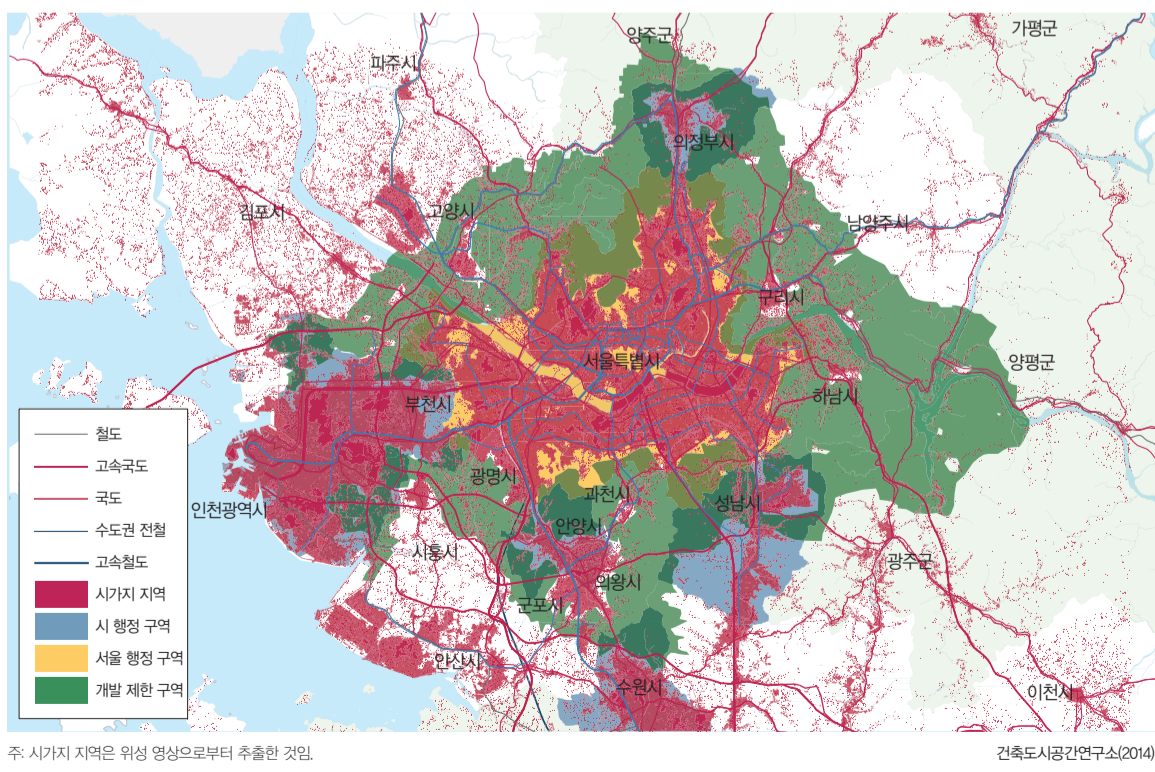 양주군
가평군
파주시
의정부시
김포시
고양시
남양주시
구리시
서울특별시
양평군
하남시
부천시
광명시
과천시
성남시
인천광역시
안양시
시흥시
광주군
의왕시
군포시
안산시
수원시
이천시
철도
고속국도
국도
수도권 전철
고속철도
시가지 지역
시 행정 구역
서울 행정 구역
개발 제한 구역
주: 시가지 지역은 위성 영상으로부터 추출한 것임.
건축도시공간연구소(2014)